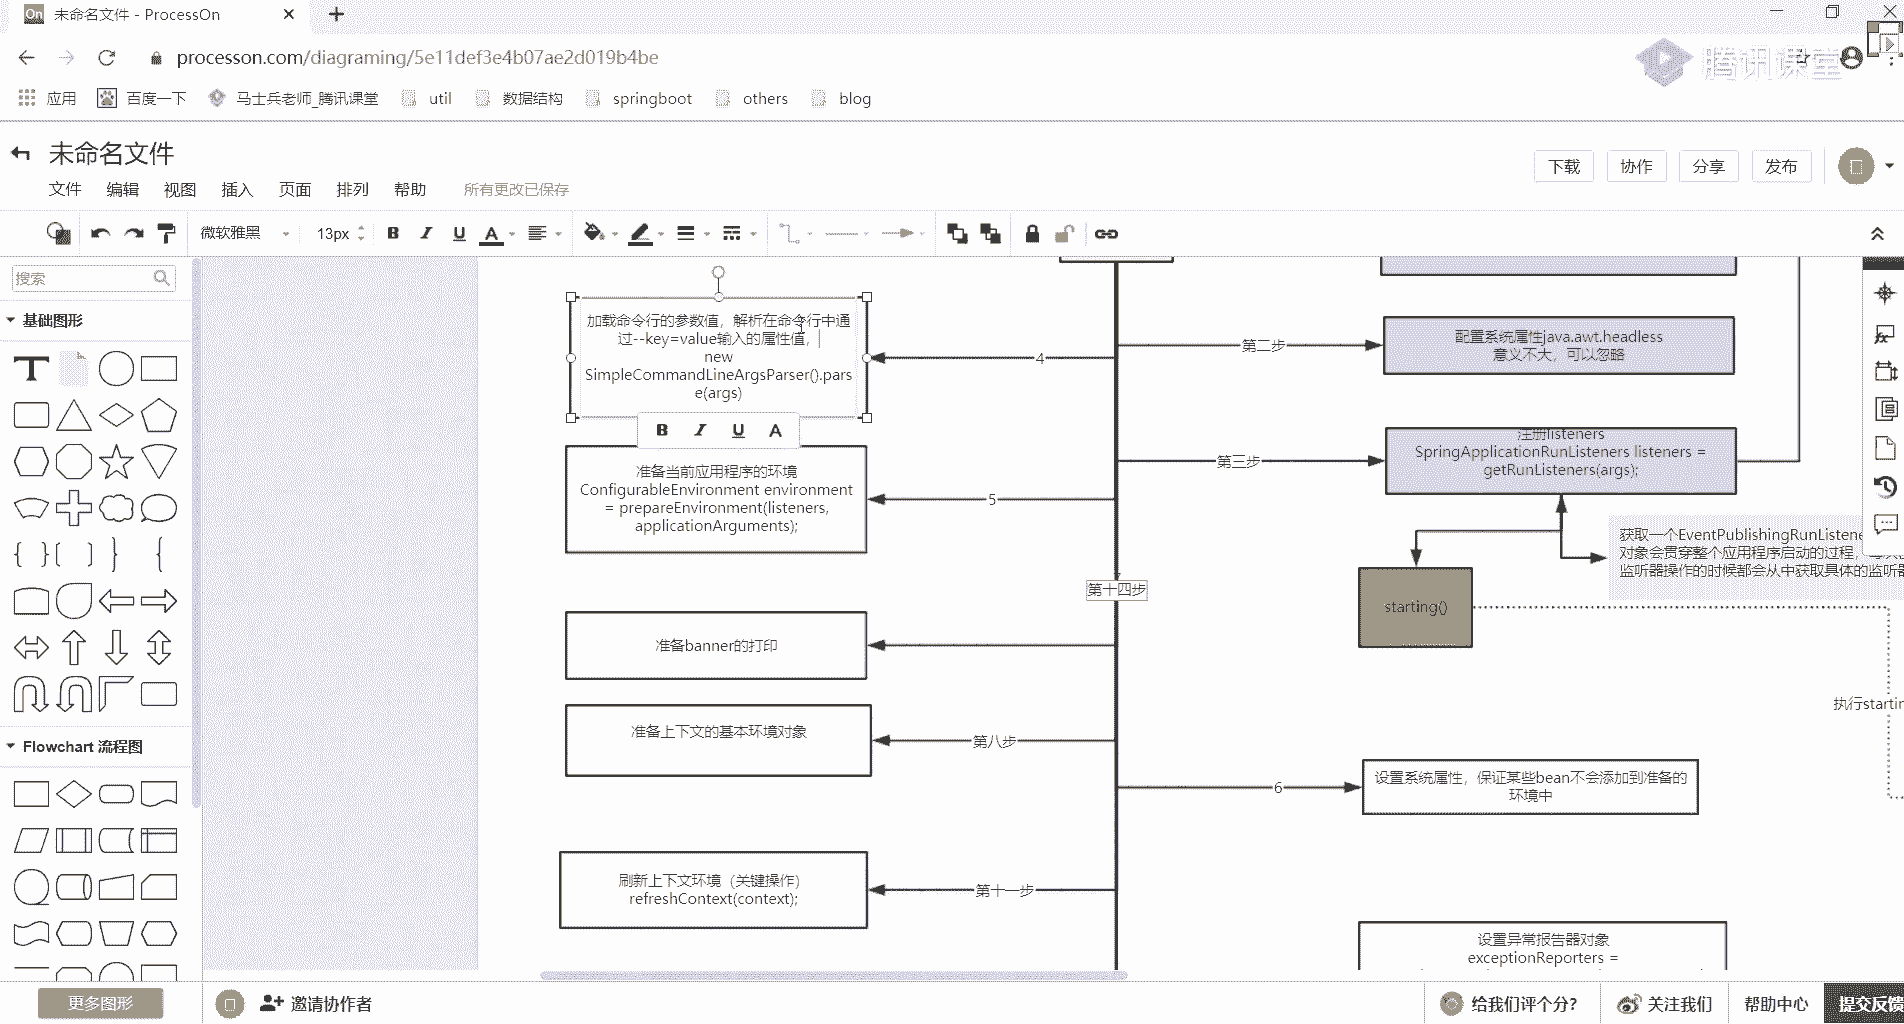 On 未命名文件 - ProcessOn
processon.com/diagraming/5e11def3e4b07ae2d019b4be
腾讯课堂
应用 百度一下 马士兵老师_腾讯课堂 util 数据结构 springboot others blog
未命名文件
文件 编辑 视图 插入 页面 排列 帮助 所有更改已保存
下载 协作 分享 发布
微软雅黑 13px B I U A
搜索
基础图形
T
Flowchart 流程图
更多图形
加载命令行的参数值，解析在命令行中通
过--key=value输入的属性值，
new
SimpleCommandLineArgsParser().pars
e(args)
B I U A
4
准备当前应用程序的环境
ConfigurableEnvironment environment
= prepareEnvironment(listeners,
applicationArguments);
5
第十四步
准备banner的打印
准备上下文的基本环境对象
第八步
刷新上下文环境（关键操作）
refreshContext(context);
第十一步
第二步
配置系统属性java.awt.headless
意义不大，可以忽略
第三步
注册listeners
SpringApplicationRunListeners listeners =
getRunListeners(args);
获取一个EventPublishingRunListene
对象会贯穿整个应用程序启动的过程，
监听器操作的时候都会从中获取具体的监听器
starting()
执行startin
6
设置系统属性，保证某些bean不会添加到准备的
环境中
设置异常报告器对象
exceptionReporters =
邀请协作者
给我们评个分？ 关注我们 帮助中心 提交反馈